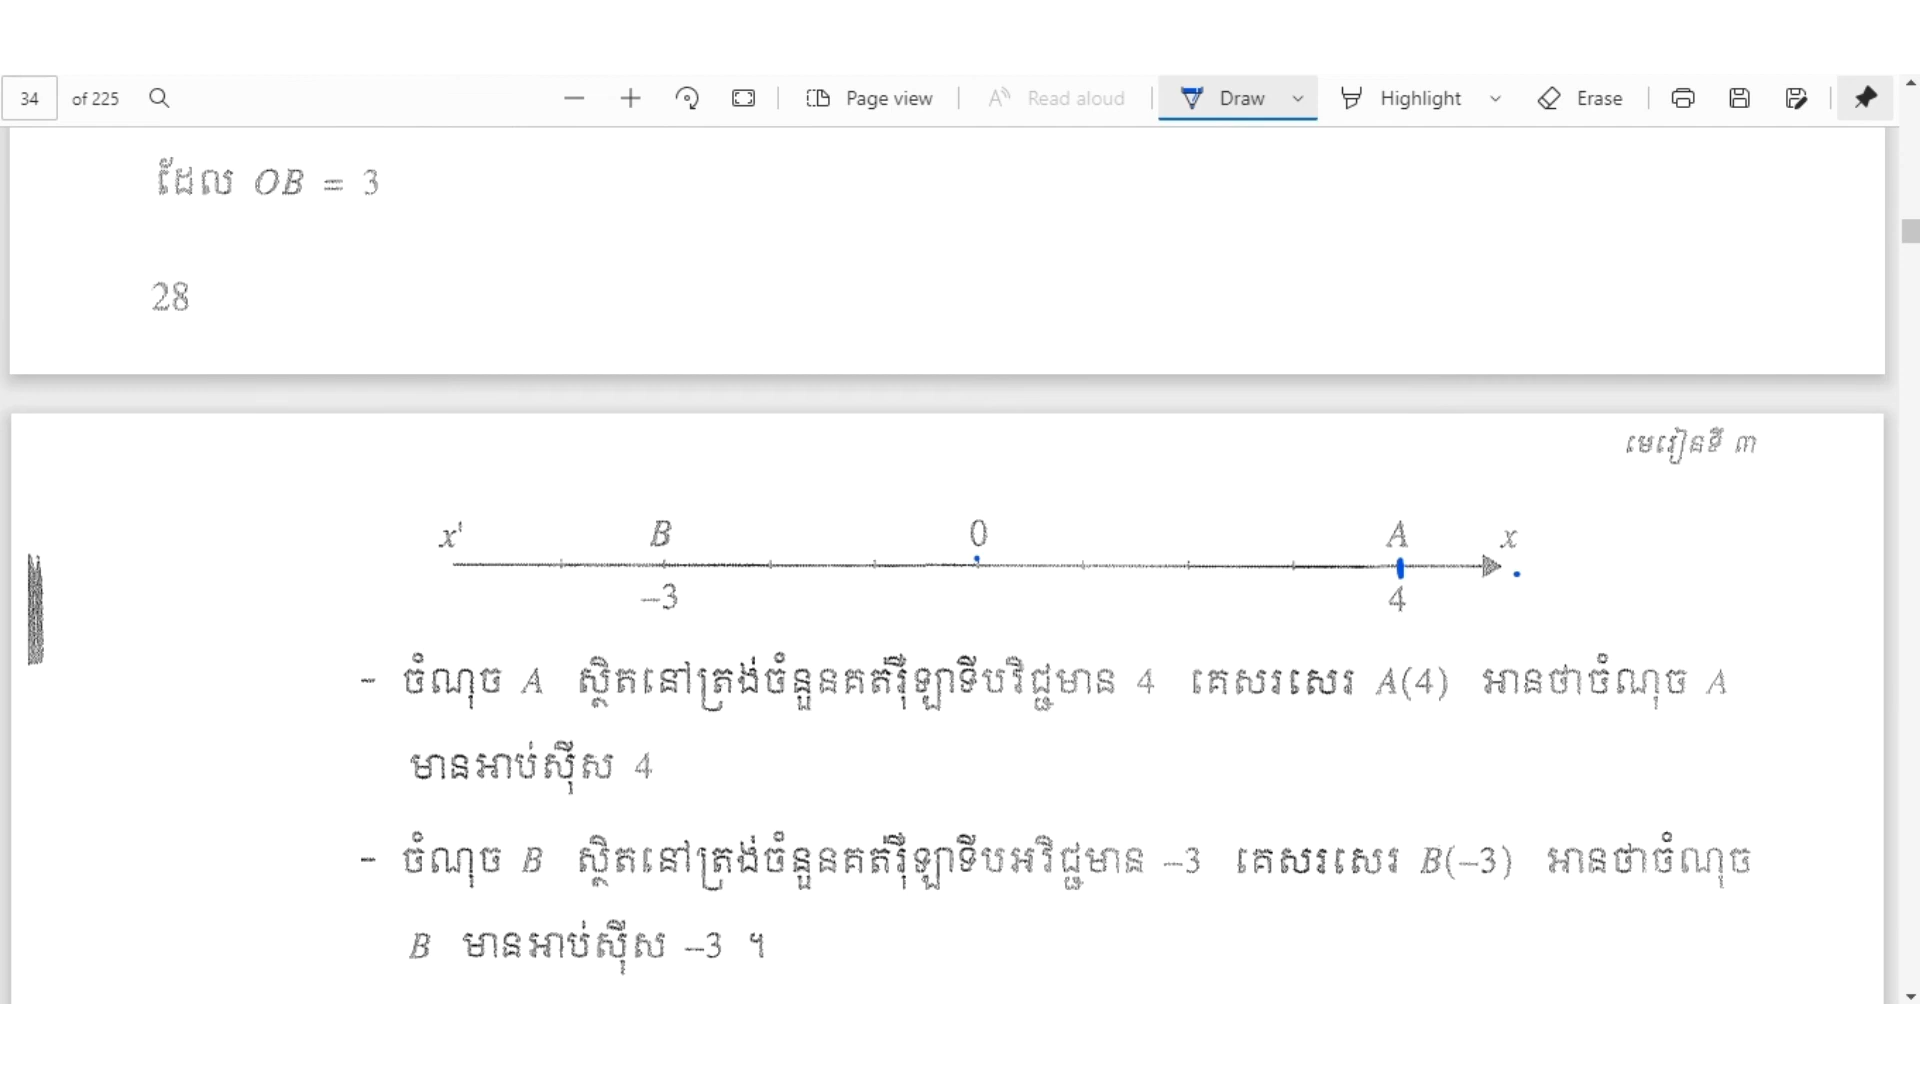 34 of 225 Page view Read aloud Draw Highlight Erase
ដែល OB = 3
28
មេរៀនទី ៣
x' B 0 A x
–3 4
- ចំណុច A ស្ថិតនៅត្រង់ចំនួនគត់រ៉ឺឡាទីបវិជ្ជមាន 4 គេសរសេរ A(4) អានថាចំណុច A
មានអាប់ស៊ីស 4
- ចំណុច B ស្ថិតនៅត្រង់ចំនួនគត់រ៉ឺឡាទីបអវិជ្ជមាន –3 គេសរសេរ B(–3) អានថាចំណុច
B មានអាប់ស៊ីស –3 ។